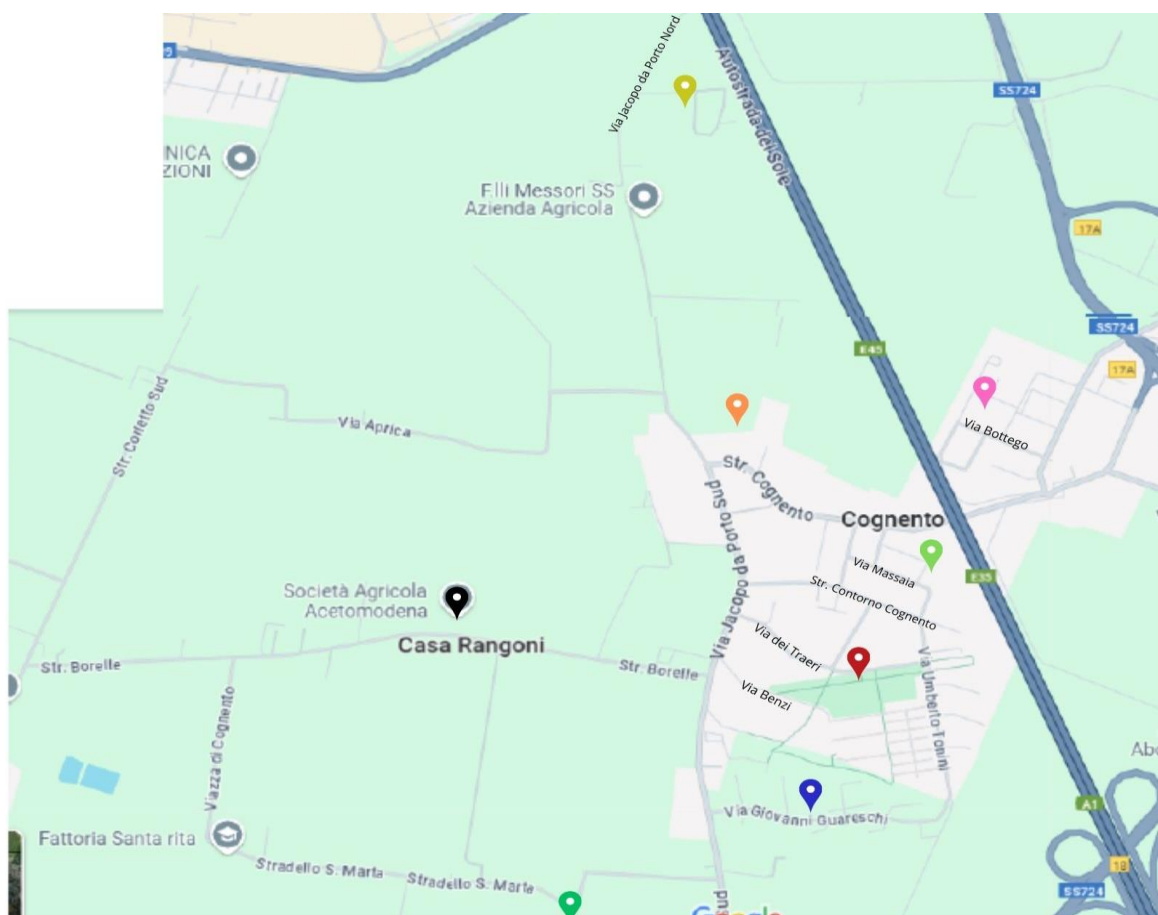 Via Jacopo da Porto Nord
Autostrada del Sole
SS724
NICA
ZIONI
17A
F.lli Messori SS
Azienda Agricola
SS724
E45
17A
Str. Corletto Sud
Via Aprica
Via Bottego
Str. Cognento
Cognento
Via Jacopo da Porto Sud
Via Massaia
E35
Str. Contorno Cognento
Società Agricola
Acetomodena
Casa Rangoni
Str. Borelle
Str. Borelle
Via dei Traeri
Via Benzi
Via Umberto Tonini
Viazza di Cognento
Abo
A1
Via Giovanni Guareschi
Fattoria Santa rita
Stradello S. Marta
Stradello S. Marta
18
SS724
Sud
Google